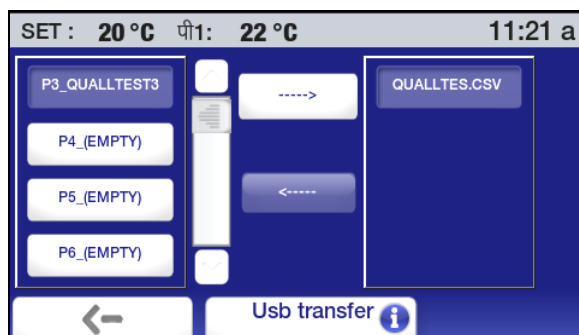 SET : 20 °C पी1: 22 °C 11:21 a
P3_QUALLTEST3
-----> 
QUALLTES.CSV
P4_(EMPTY)
P5_(EMPTY)
<-----
P6_(EMPTY)
Usb transfer